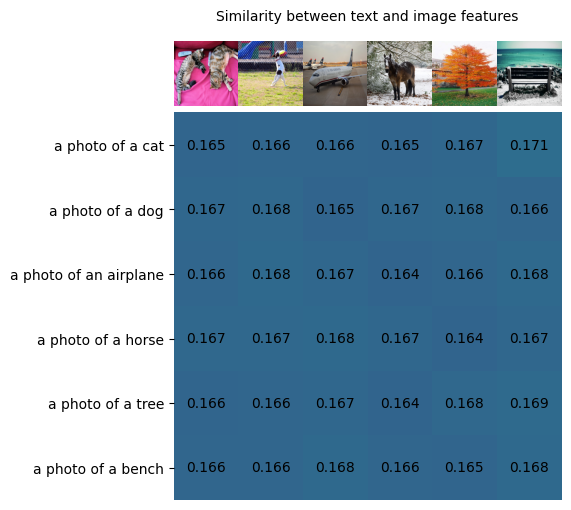 Similarity between text and image features
a photo of a cat 0.165 0.166 0.166 0.165 0.167 0.171
a photo of a dog 0.167 0.168 0.165 0.167 0.168 0.166
a photo of an airplane 0.166 0.168 0.167 0.164 0.166 0.168
a photo of a horse 0.167 0.167 0.168 0.167 0.164 0.167
a photo of a tree 0.166 0.166 0.167 0.164 0.168 0.169
a photo of a bench 0.166 0.166 0.168 0.166 0.165 0.168